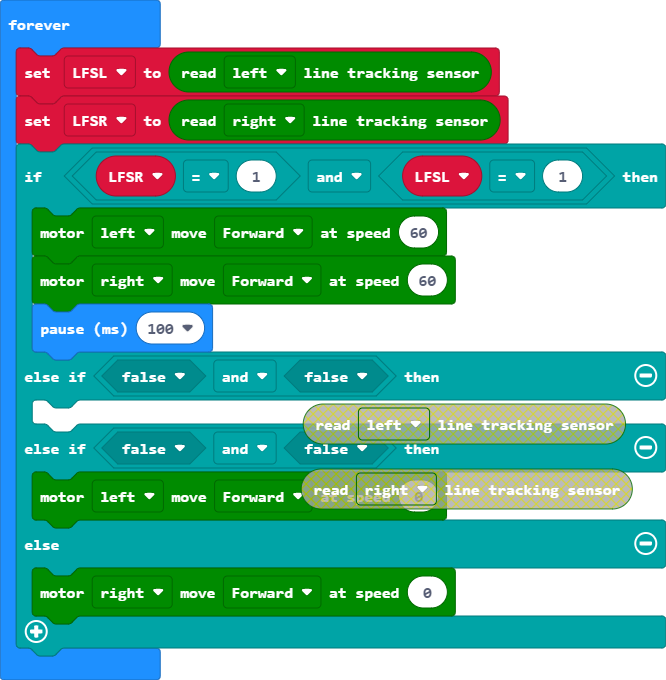 forever
set LFSL to read left line tracking sensor
set LFSR to read right line tracking sensor
if LFSR = 1 and LFSL = 1 then
motor left move Forward at speed 60
motor right move Forward at speed 60
pause (ms) 100
else if false and false then
read left line tracking sensor
else if false and false then
motor left move Forward at speed 0
read right line tracking sensor
else
motor right move Forward at speed 0